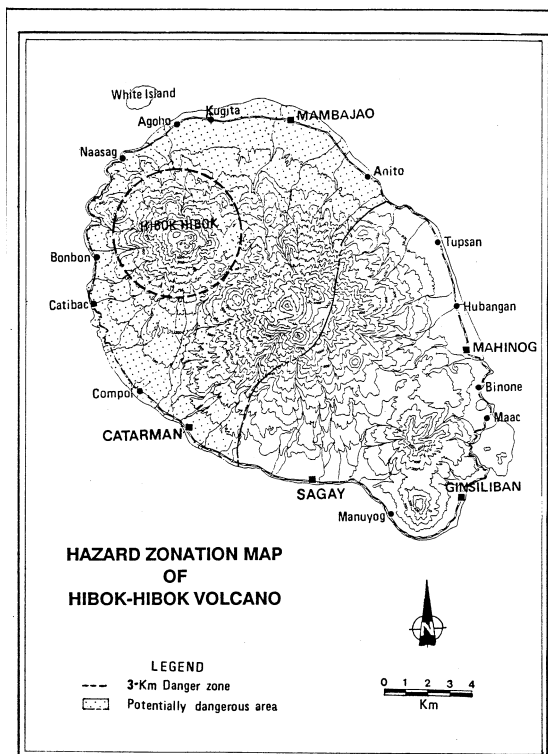 White Island
Kugita
Agoho
MAMBAJAO
Naasag
Anito
HIBOK HIBOK
Tupsan
Bonbon
Catibac
Hubangan
MAHINOG
Compol
Binone
Maac
CATARMAN
SAGAY
GINSILIBAN
Manuyog
HAZARD ZONATION MAP
OF
HIBOK-HIBOK VOLCANO
N
LEGEND
3-Km Danger zone
Potentially dangerous area
0 1 2 3 4
Km